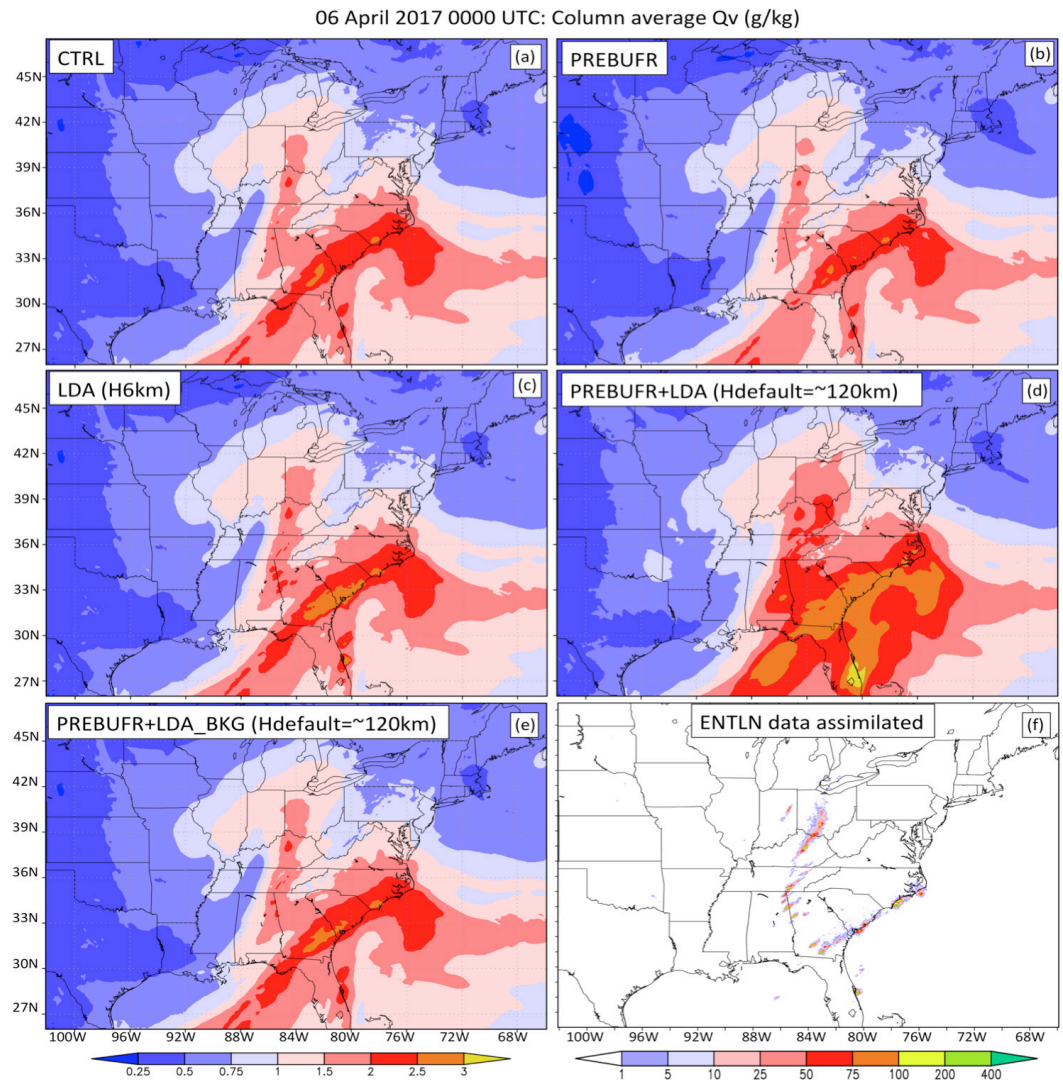 06 April 2017 0000 UTC: Column average Qv (g/kg)
CTRL
(a)
PREBUFR
(b)
45N
42N
39N
36N
33N
30N
27N
LDA (H6km)
(c)
PREBUFR+LDA (Hdefault=~120km)
(d)
45N
42N
39N
36N
33N
30N
27N
PREBUFR+LDA_BKG (Hdefault=~120km)
(e)
ENTLN data assimilated
(f)
45N
42N
39N
36N
33N
30N
27N
100W 96W 92W 88W 84W 80W 76W 72W 68W
100W 96W 92W 88W 84W 80W 76W 72W 68W
0.25 0.5 0.75 1 1.5 2 2.5 3
1 5 10 25 50 75 100 200 400